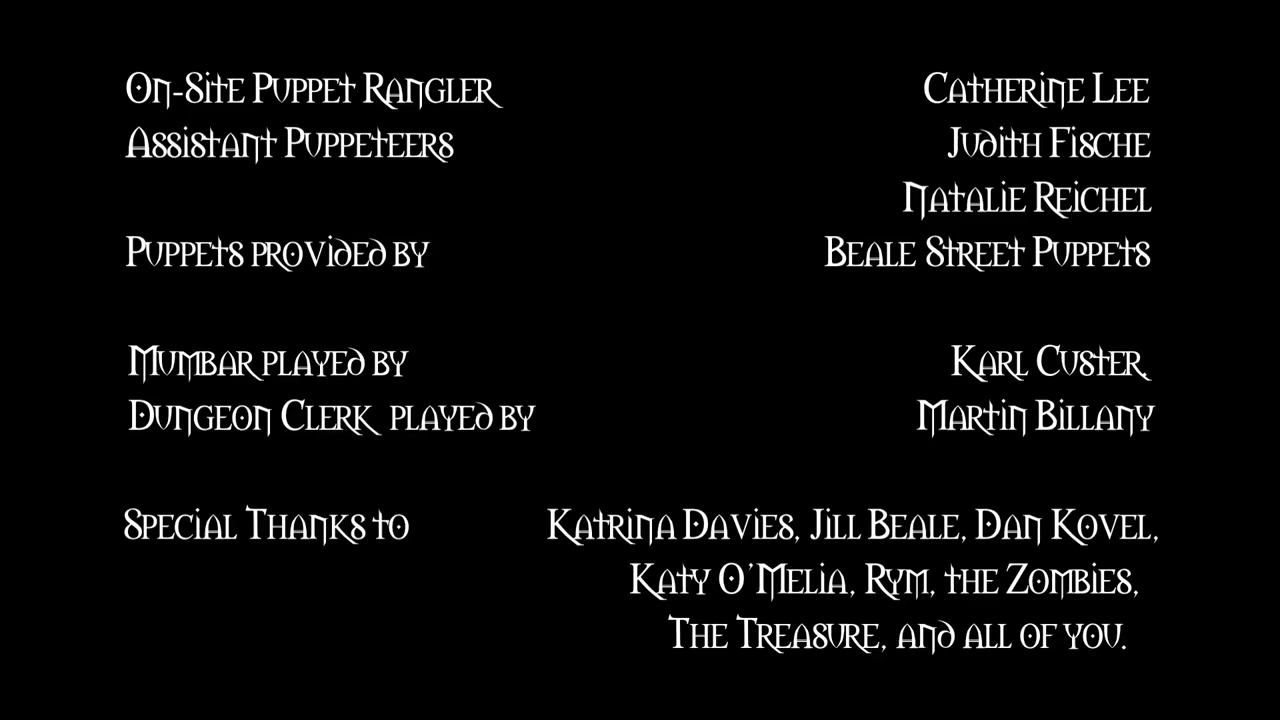 On-Site Puppet Rangler Catherine Lee
Assistant Puppeteers Judith Fische
Natalie Reichel
Puppets provided by Beale Street Puppets
Mumbar played by Karl Custer.
Dungeon Clerk played by Martin Billany
Special Thanks to Katrina Davies, Jill Beale, Dan Kovel,
Katy O'Melia, Rym, the Zombies,
The Treasure, and all of you.